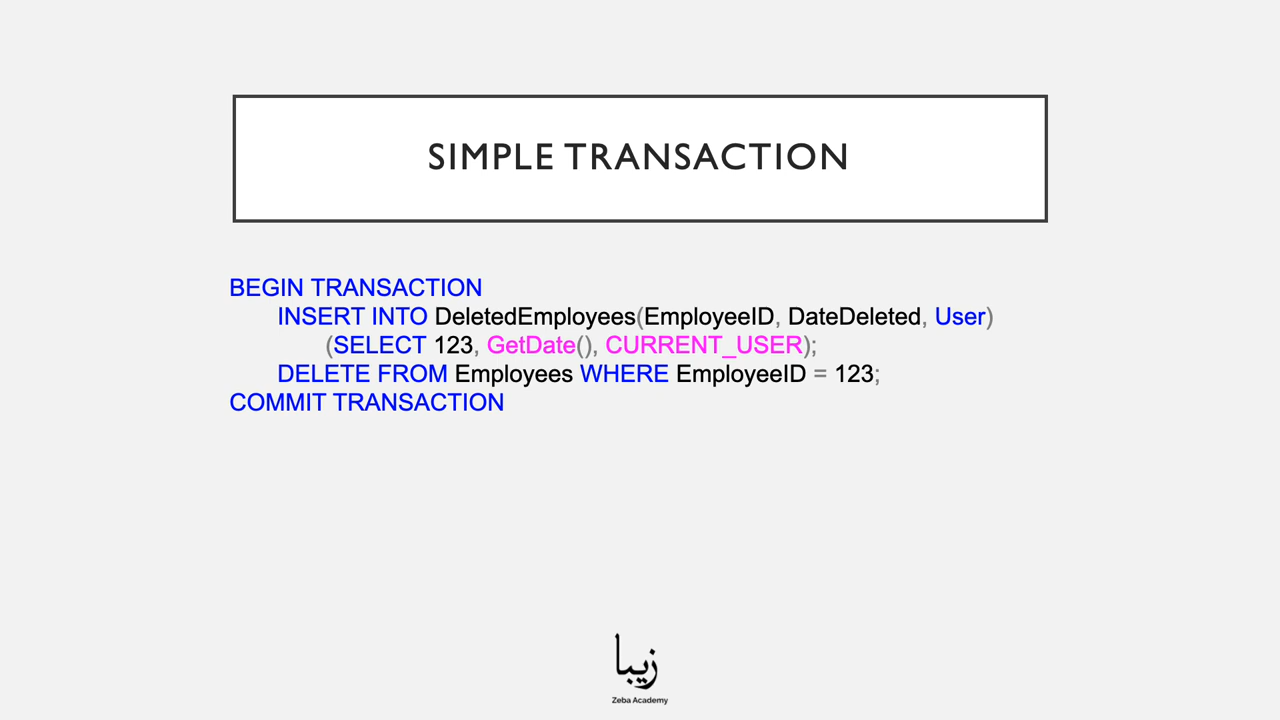 SIMPLE TRANSACTION
BEGIN TRANSACTION
INSERT INTO DeletedEmployees(EmployeeID, DateDeleted, User)
(SELECT 123, GetDate(), CURRENT_USER);
DELETE FROM Employees WHERE EmployeeID = 123;
COMMIT TRANSACTION
زیبا
Zeba Academy